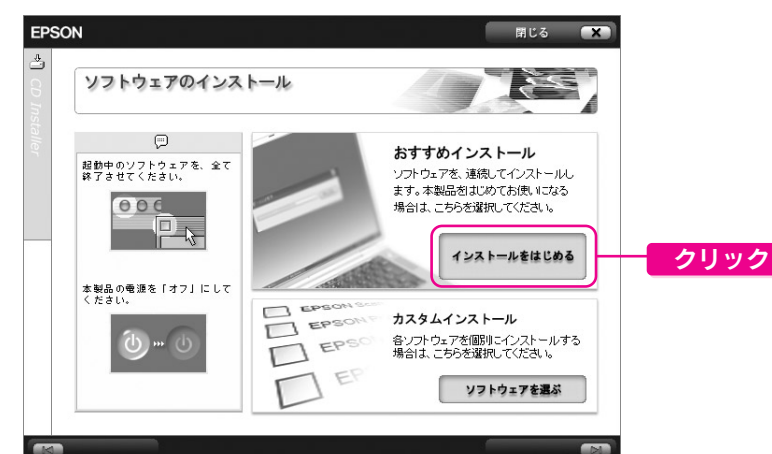 EPSON
閉じる
CD Installer
ソフトウェアのインストール
起動中のソフトウェアを、全て
終了させてください。
本製品の電源を「オフ」にして
ください。
おすすめインストール
ソフトウェアを、連続してインストールし
ます。本製品をはじめてお使いになる
場合は、こちらを選択してください。
インストールをはじめる
クリック
EPSON
EPSON
EPSO
EP
カスタムインストール
各ソフトウェアを個別にインストールする
場合は、こちらを選択してください。
ソフトウェアを選ぶ